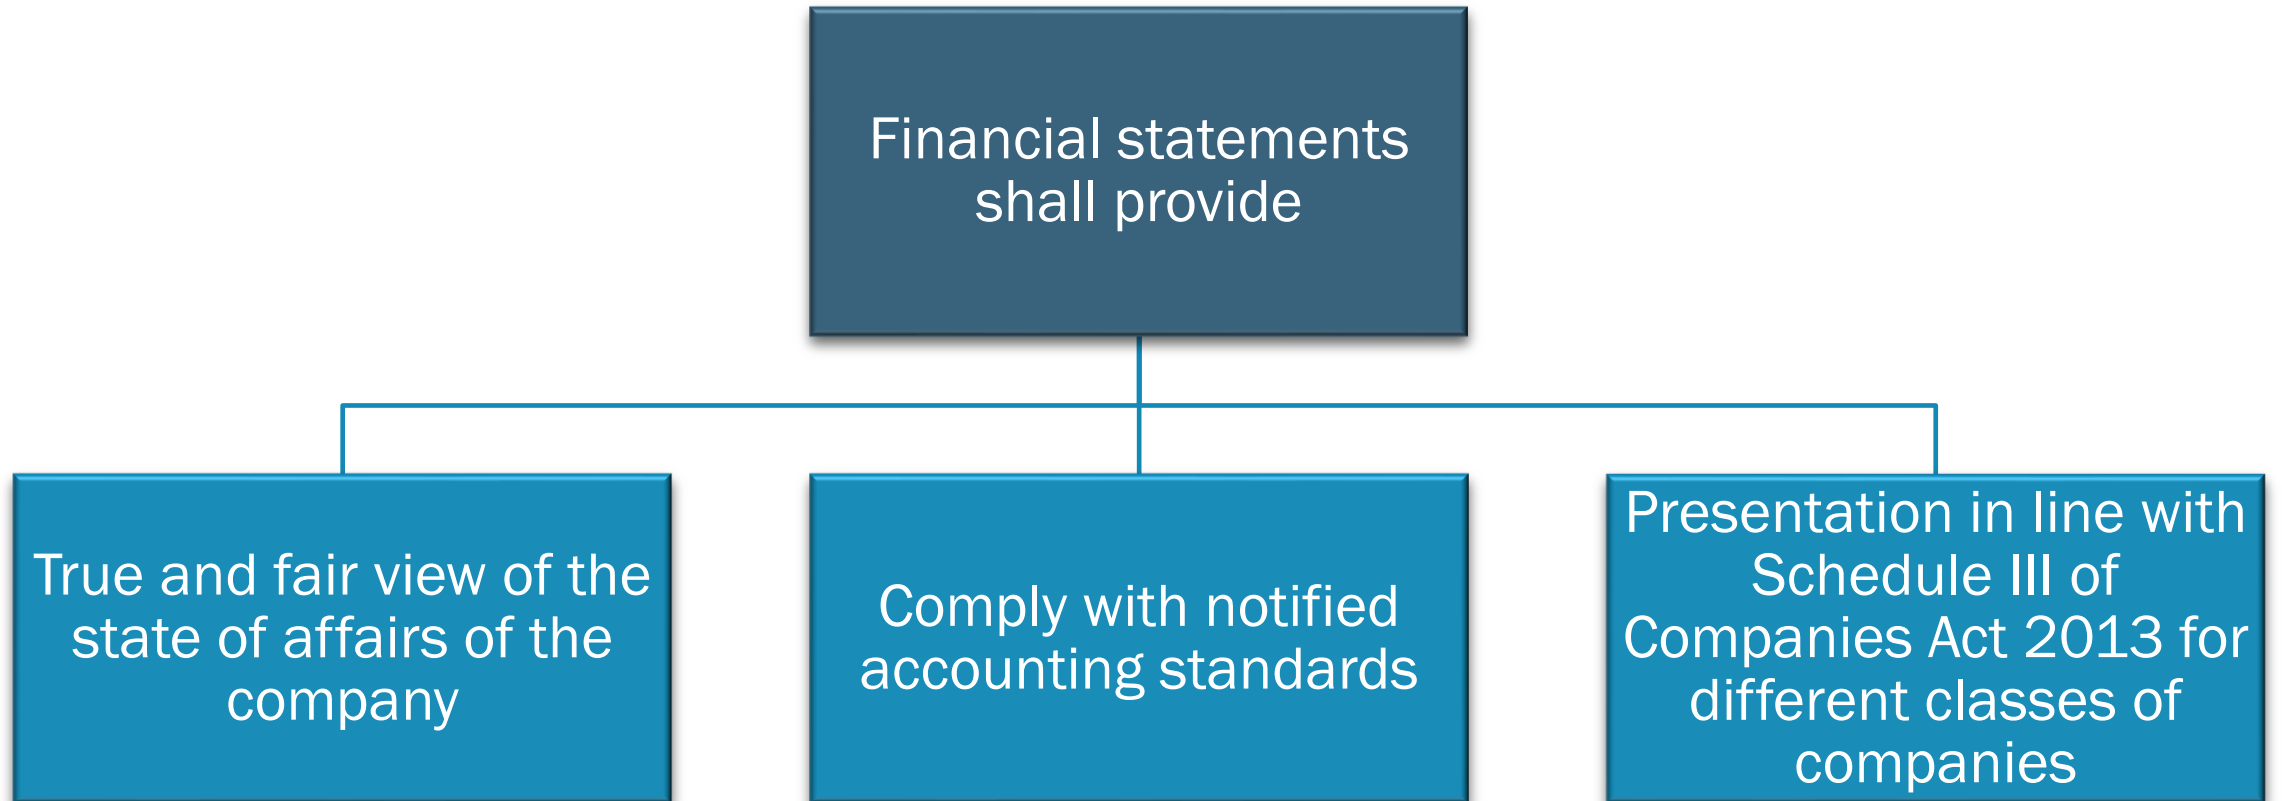 Financial statements
shall provide
True and fair view of the
state of affairs of the
company
Comply with notified
accounting standards
Presentation in line with
Schedule III of
Companies Act 2013 for
different classes of
companies